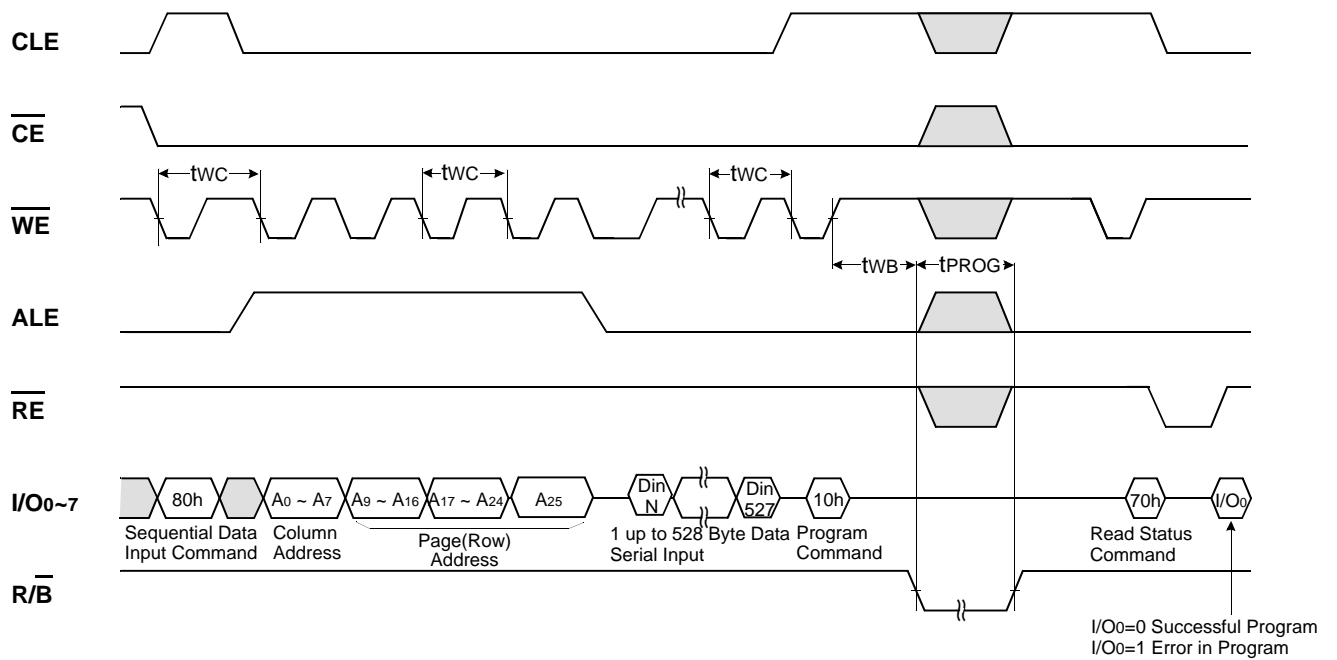 CLE
CE
tWC tWC tWC
WE
tWB tPROG
ALE
RE
I/O0~7
80h A0 ~ A7 A9 ~ A16 A17 ~ A24 A25 Din N Din 527 10h 70h I/O0
Sequential Data Input Command
Column Address
Page(Row) Address
1 up to 528 Byte Data Serial Input
Program Command
Read Status Command
R/B
I/O0=0 Successful Program
I/O0=1 Error in Program